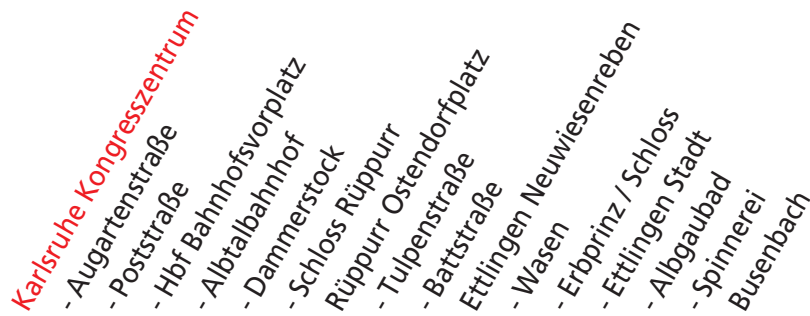 Karlsruhe Kongresszentrum
- Augartenstraße
- Poststraße
- Hbf Bahnhofsvorplatz
- Albtalbahnhof
- Dammerstock
- Schloss Rüppurr
Rüppurr Ostendorfplatz
- Tulpenstraße
- Battstraße
Ettlingen Neuwiesenreben
- Wasen
- Erbprinz / Schloss
- Ettlingen Stadt
- Albgaubad
- Spinnerei
Busenbach